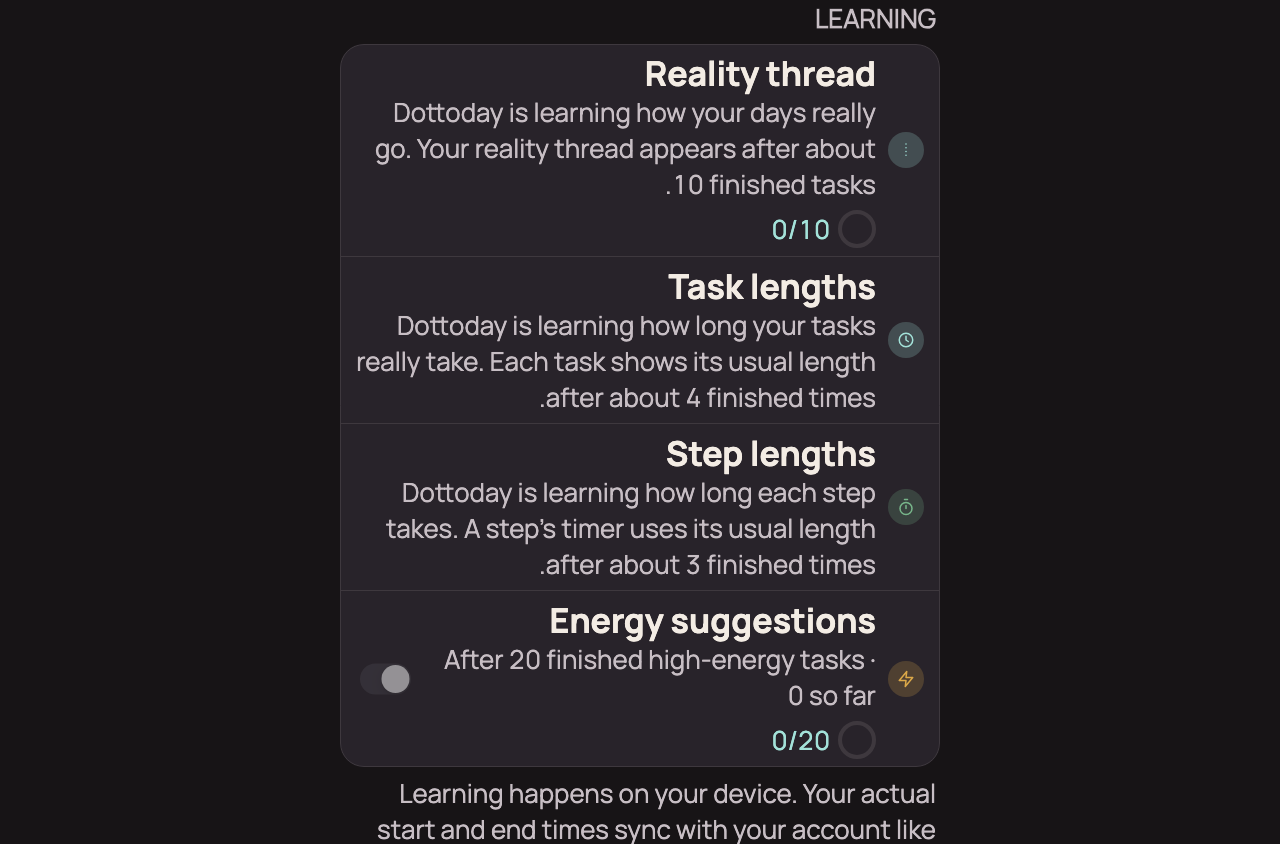 LEARNING
Reality thread
Dottoday is learning how your days really
go. Your reality thread appears after about
.10 finished tasks
0/10
Task lengths
Dottoday is learning how long your tasks
really take. Each task shows its usual length
.after about 4 finished times
Step lengths
Dottoday is learning how long each step
takes. A step's timer uses its usual length
.after about 3 finished times
Energy suggestions
After 20 finished high-energy tasks ·
0 so far
0/20
Learning happens on your device. Your actual
start and end times sync with your account like